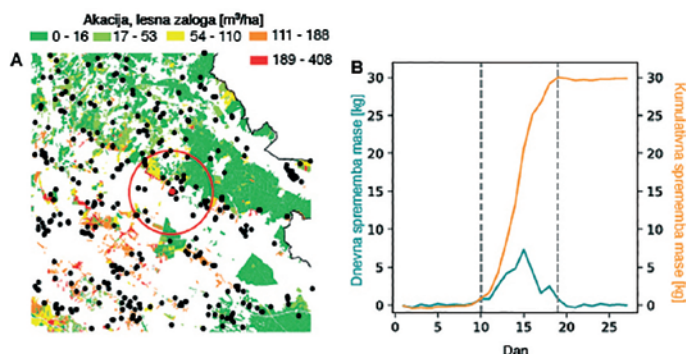 Akacija, lesna zaloga [m³/ha]
0 - 16 17 - 53 54 - 110 111 - 188
189 - 408
A
B
Dnevna sprememba mase [kg]
30
25
20
15
10
5
0
5 10 15 20 25
Dan
30
25
20
15
10
5
0
Kumulativna sprememba mase [kg]